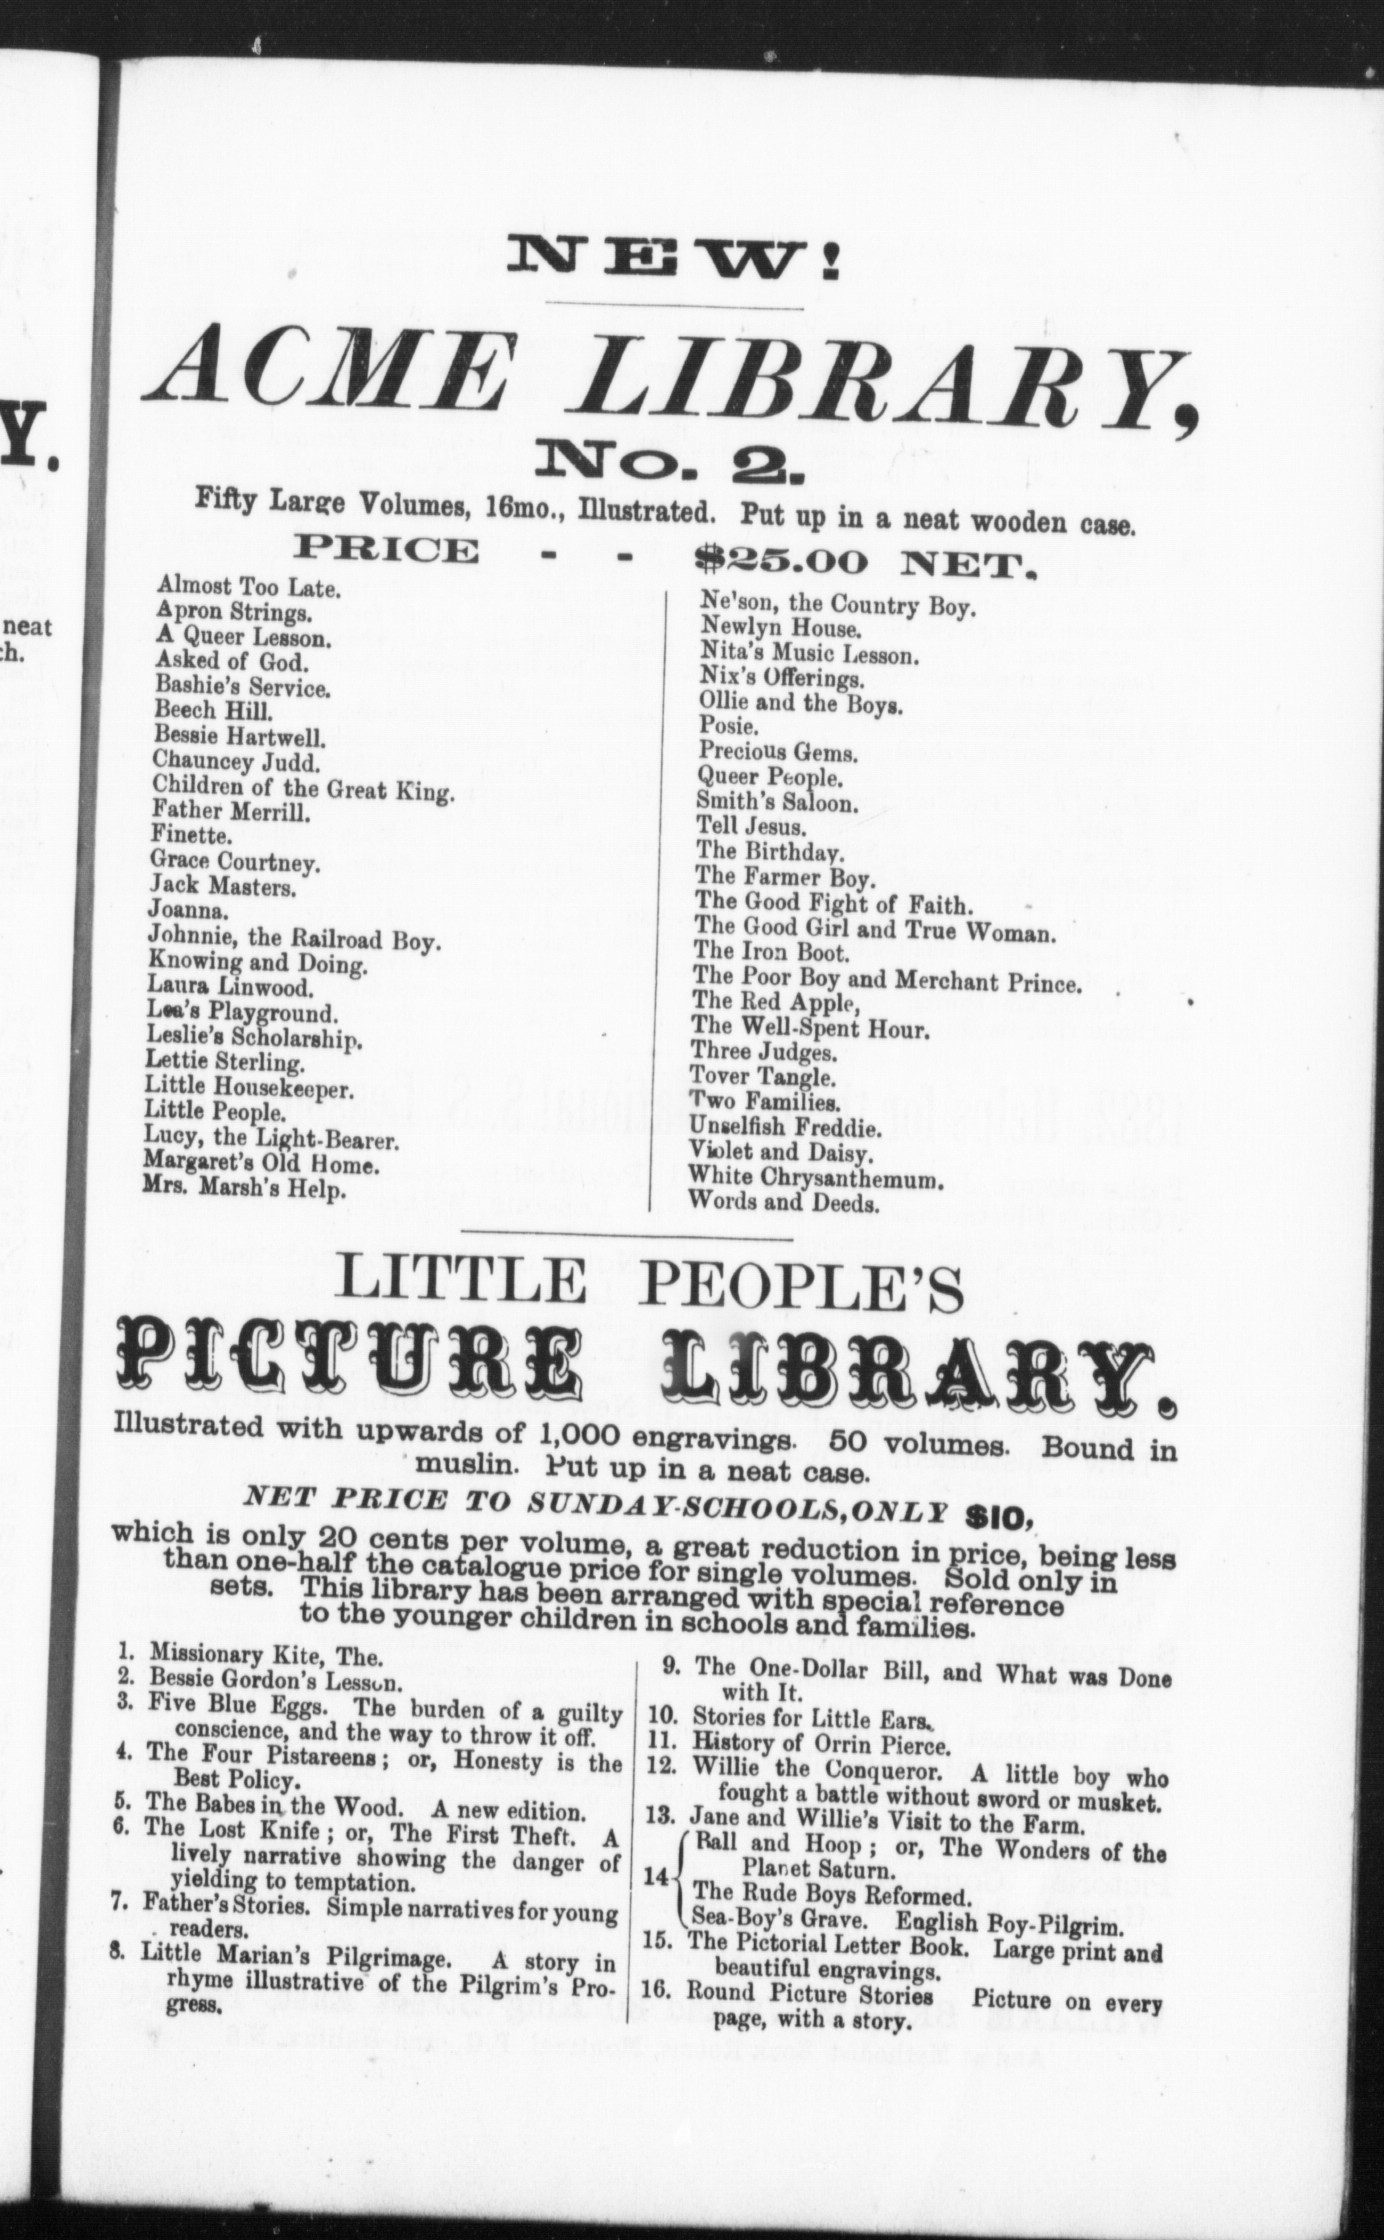 Y.
neat
ch.
NEW!
ACME LIBRARY,
No. 2.
Fifty Large Volumes, 16mo., Illustrated. Put up in a neat wooden case.
PRICE - - $25.00 NET.
Almost Too Late.
Apron Strings.
A Queer Lesson.
Asked of God.
Bashie's Service.
Beech Hill.
Bessie Hartwell.
Chauncey Judd.
Children of the Great King.
Father Merrill.
Finette.
Grace Courtney.
Jack Masters.
Joanna.
Johnnie, the Railroad Boy.
Knowing and Doing.
Laura Linwood.
Lea's Playground.
Leslie's Scholarship.
Lettie Sterling.
Little Housekeeper.
Little People.
Lucy, the Light-Bearer.
Margaret's Old Home.
Mrs. Marsh's Help.
Ne'son, the Country Boy.
Newlyn House.
Nita's Music Lesson.
Nix's Offerings.
Ollie and the Boys.
Posie.
Precious Gems.
Queer People.
Smith's Saloon.
Tell Jesus.
The Birthday.
The Farmer Boy.
The Good Fight of Faith.
The Good Girl and True Woman.
The Iron Boot.
The Poor Boy and Merchant Prince.
The Red Apple,
The Well-Spent Hour.
Three Judges.
Tover Tangle.
Two Families.
Unselfish Freddie.
Violet and Daisy.
White Chrysanthemum.
Words and Deeds.
LITTLE PEOPLE'S
PICTURE LIBRARY.
Illustrated with upwards of 1,000 engravings. 50 volumes. Bound in
muslin. Put up in a neat case.
NET PRICE TO SUNDAY-SCHOOLS, ONLY $10,
which is only 20 cents per volume, a great reduction in price, being less
than one-half the catalogue price for single volumes. Sold only in
sets. This library has been arranged with special reference
to the younger children in schools and families.
1. Missionary Kite, The.
2. Bessie Gordon's Lesson.
3. Five Blue Eggs. The burden of a guilty
conscience, and the way to throw it off.
4. The Four Pistareens; or, Honesty is the
Best Policy.
5. The Babes in the Wood. A new edition.
6. The Lost Knife; or, The First Theft. A
lively narrative showing the danger of
yielding to temptation.
7. Father's Stories. Simple narratives for young
readers.
8. Little Marian's Pilgrimage. A story in
rhyme illustrative of the Pilgrim's Pro-
gress.
9. The One-Dollar Bill, and What was Done
with It.
10. Stories for Little Ears.
11. History of Orrin Pierce.
12. Willie the Conqueror. A little boy who
fought a battle without sword or musket.
13. Jane and Willie's Visit to the Farm.
14 Ball and Hoop; or, The Wonders of the
Planet Saturn.
The Rude Boys Reformed.
Sea-Boy's Grave. English Boy-Pilgrim.
15. The Pictorial Letter Book. Large print and
beautiful engravings.
16. Round Picture Stories Picture on every
page, with a story.